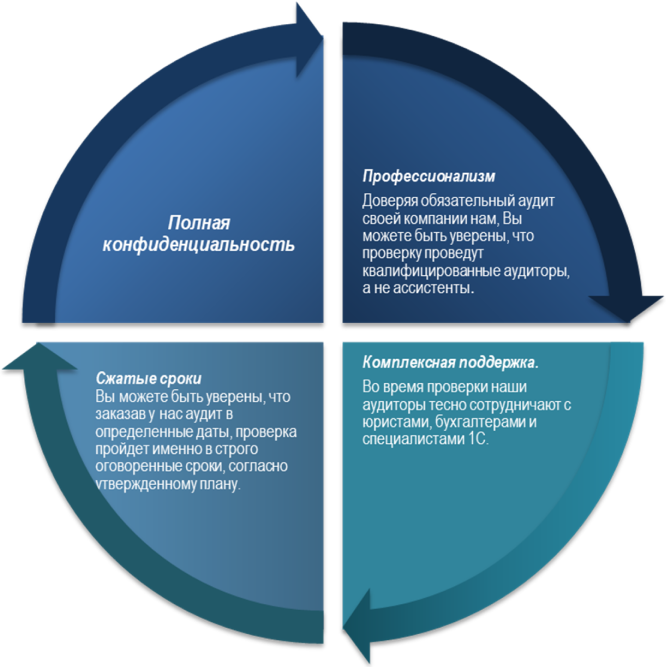 Полная
конфиденциальность
Профессионализм
Доверяя обязательный аудит
своей компании нам, Вы
можете быть уверены, что
проверку проведут
квалифицированные аудиторы,
а не ассистенты.
Сжатые сроки
Вы можете быть уверены, что
заказав у нас аудит в
определенные даты, проверка
пройдет именно в строго
оговоренные сроки, согласно
утвержденному плану.
Комплексная поддержка.
Во время проверки наши
аудиторы тесно сотрудничают с
юристами, бухгалтерами и
специалистами 1С.